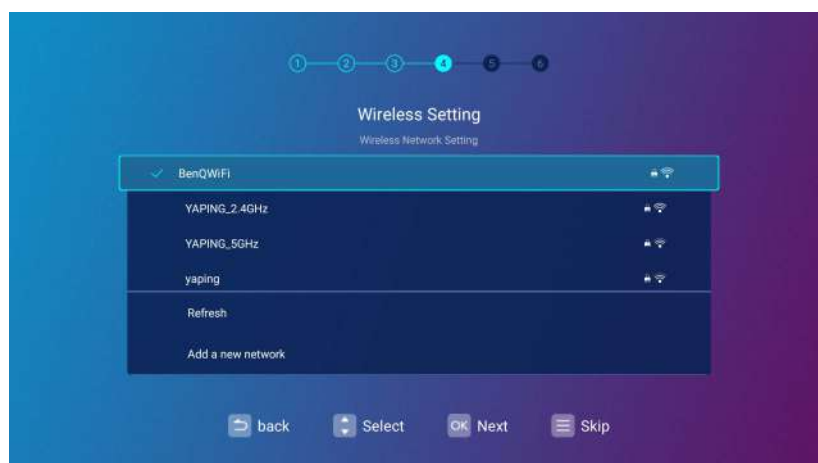 1 2 3 4 5 6
Wireless Setting
Wireless Network Setting
BenQWiFi
YAPING_2.4GHz
YAPING_5GHz
yaping
Refresh
Add a new network
back Select OK Next Skip